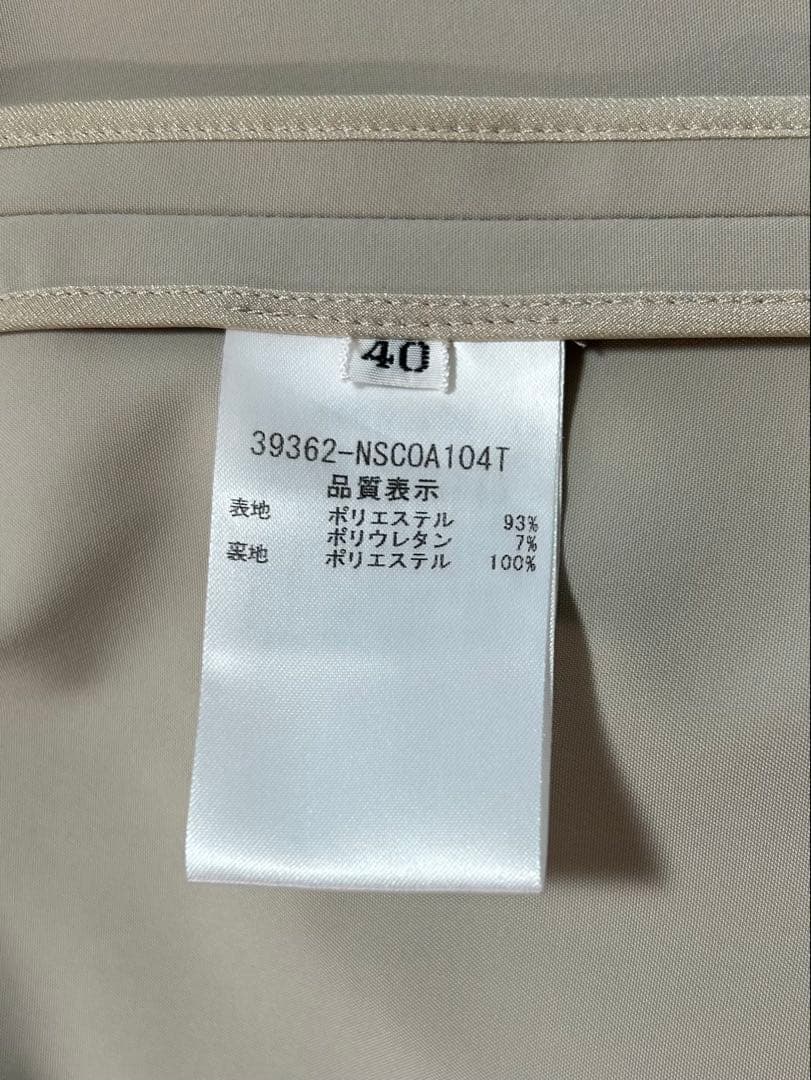 40
39362-NSCOA104T
品質表示
表地 ポリエステル 93%
ポリウレタン 7%
裏地 ポリエステル 100%